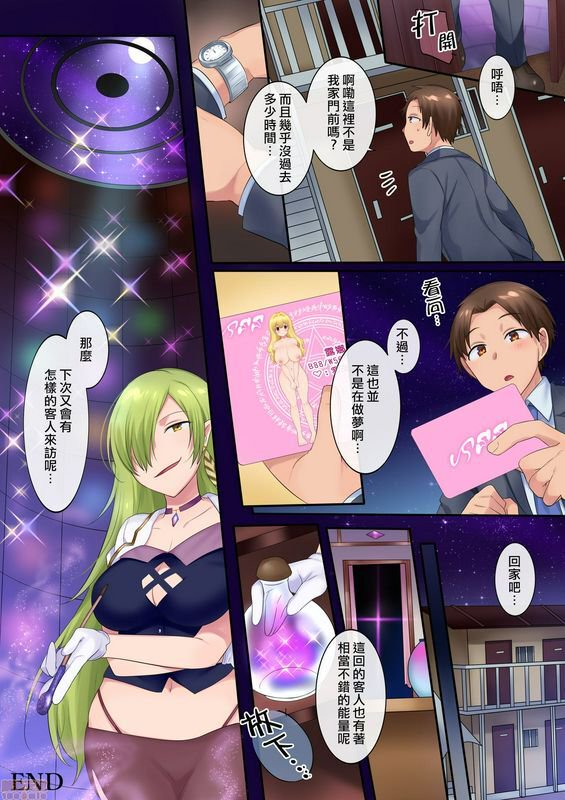 打
開
呼唔…
啊嘞這裡不是
我家門前嗎?
而且幾乎沒過去
多少時間…
看向…
不過…
這也並
不是在做夢啊…
B88/W5
回家吧…
這回的客人也有著
相當不錯的能量呢
放下…
那麼
下次又會有
怎樣的客人來訪呢…
END